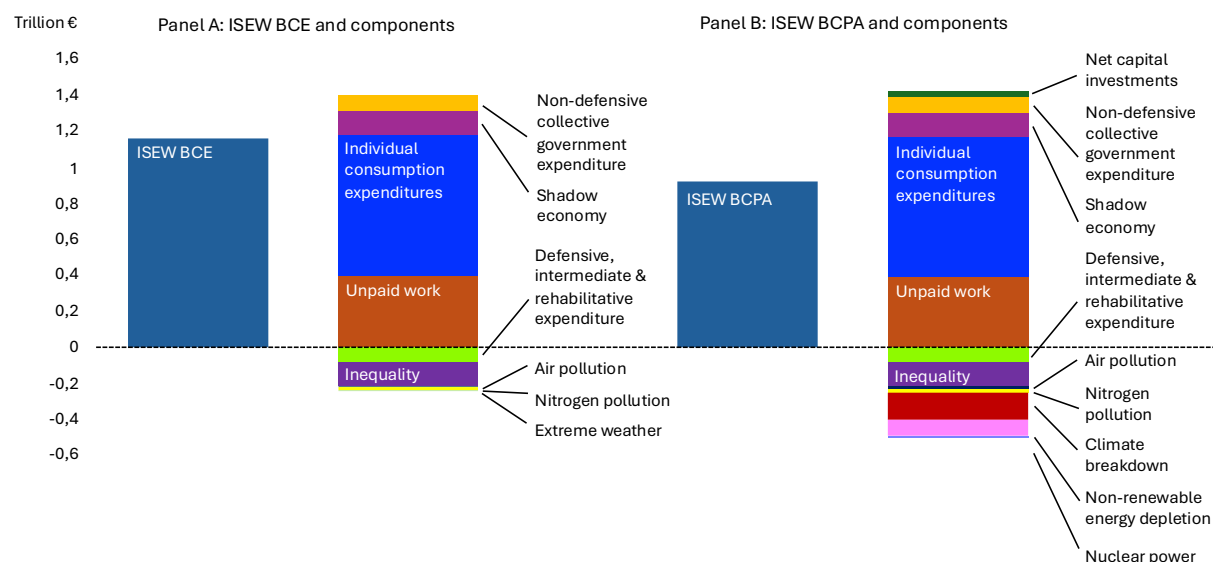 Trillion €
Panel A: ISEW BCE and components
Panel B: ISEW BCPA and components
1,6
1,4
1,2
1
0,8
0,6
0,4
0,2
0
-0,2
-0,4
-0,6
ISEW BCE
Individual
consumption
expenditures
Unpaid work
Inequality
Non-defensive
collective
government
expenditure
Shadow
economy
Defensive,
intermediate &
rehabilitative
expenditure
Air pollution
Nitrogen pollution
Extreme weather
ISEW BCPA
Individual
consumption
expenditures
Unpaid work
Inequality
Net capital
investments
Non-defensive
collective
government
expenditure
Shadow
economy
Defensive,
intermediate &
rehabilitative
expenditure
Air pollution
Nitrogen
pollution
Climate
breakdown
Non-renewable
energy depletion
Nuclear power